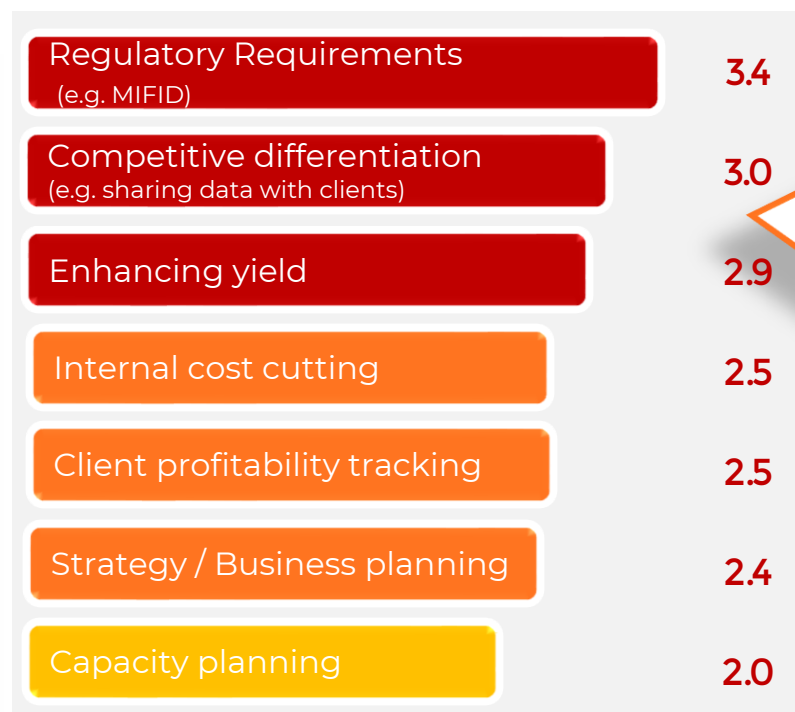 Regulatory Requirements
(e.g. MIFID)
3.4
Competitive differentiation
(e.g. sharing data with clients)
3.0
Enhancing yield
2.9
Internal cost cutting
2.5
Client profitability tracking
2.5
Strategy / Business planning
2.4
Capacity planning
2.0